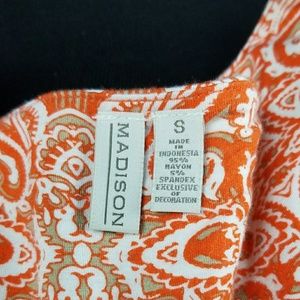 MADISON
S
MADE
IN
INDONESIA
95%
RAYON
5%
SPANDEX
EXCLUSIVE
OF
DECORATION